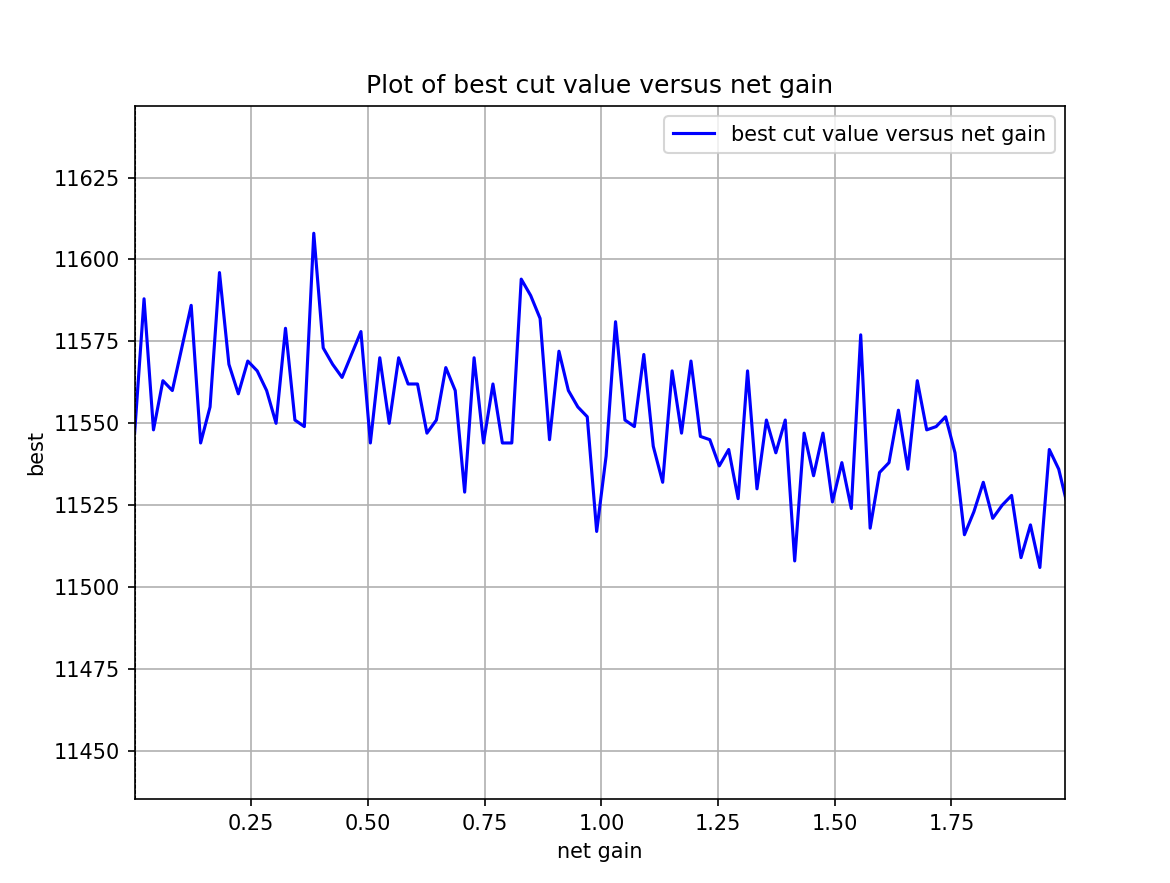 Plot of best cut value versus net gain
best cut value versus net gain
11625
11600
11575
11550
11525
11500
11475
11450
best
0.25 0.50 0.75 1.00 1.25 1.50 1.75
net gain